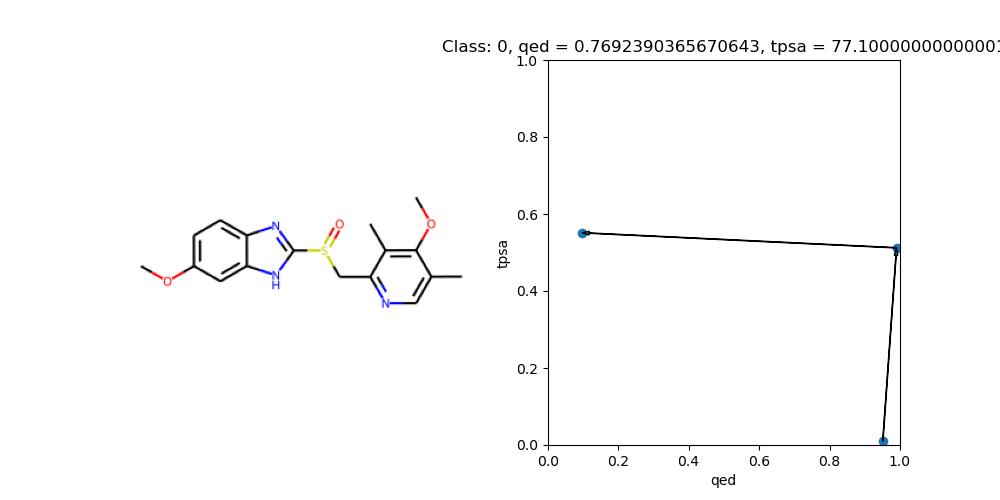 Class: 0, qed = 0.7692390365670643, tpsa = 77.10000000000001
1.0
0.8
0.6
0.4
0.2
0.0
tpsa
0.0 0.2 0.4 0.6 0.8 1.0
qed
O
N
N
H
S
O
N
O